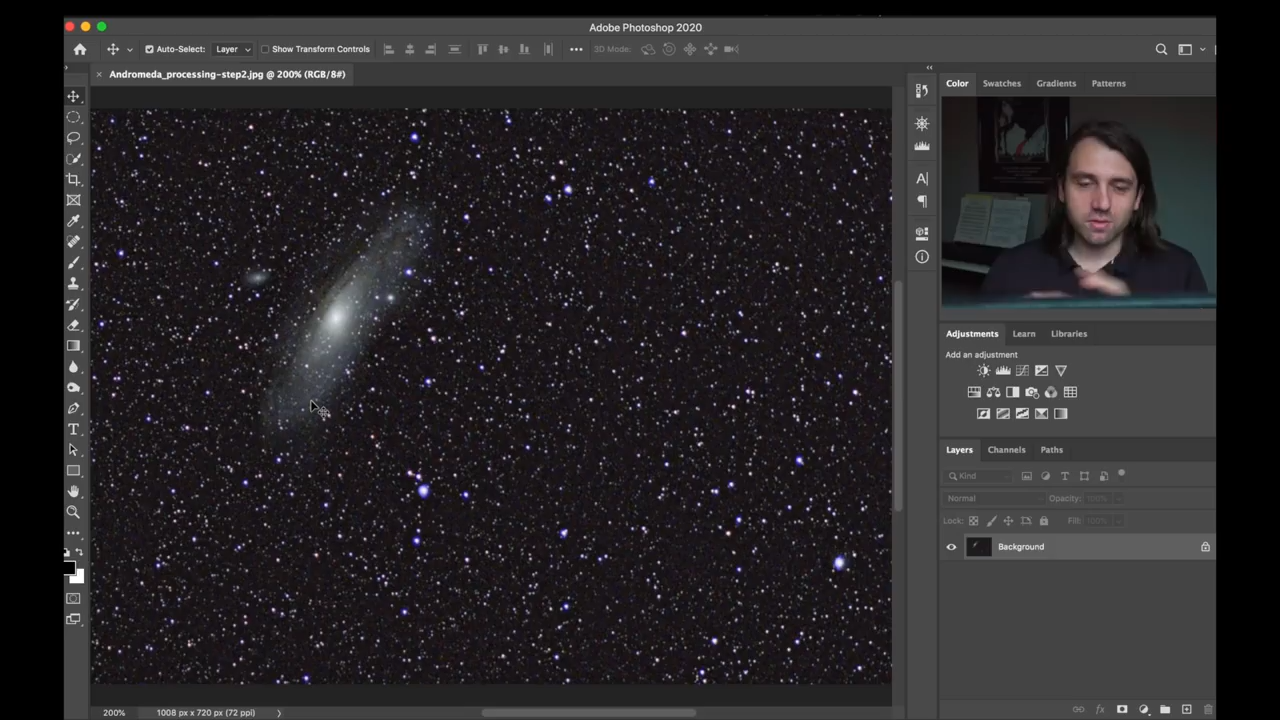 Adobe Photoshop 2020
Auto-Select: Layer Show Transform Controls 3D Mode:
Andromeda_processing-step2.jpg @ 200% (RGB/8#)
Color Swatches Gradients Patterns
Adjustments Learn Libraries
Add an adjustment
Layers Channels Paths
Kind
Normal Opacity: 100%
Lock: Fill: 100%
Background
200% 1008 px x 720 px (72 ppi)